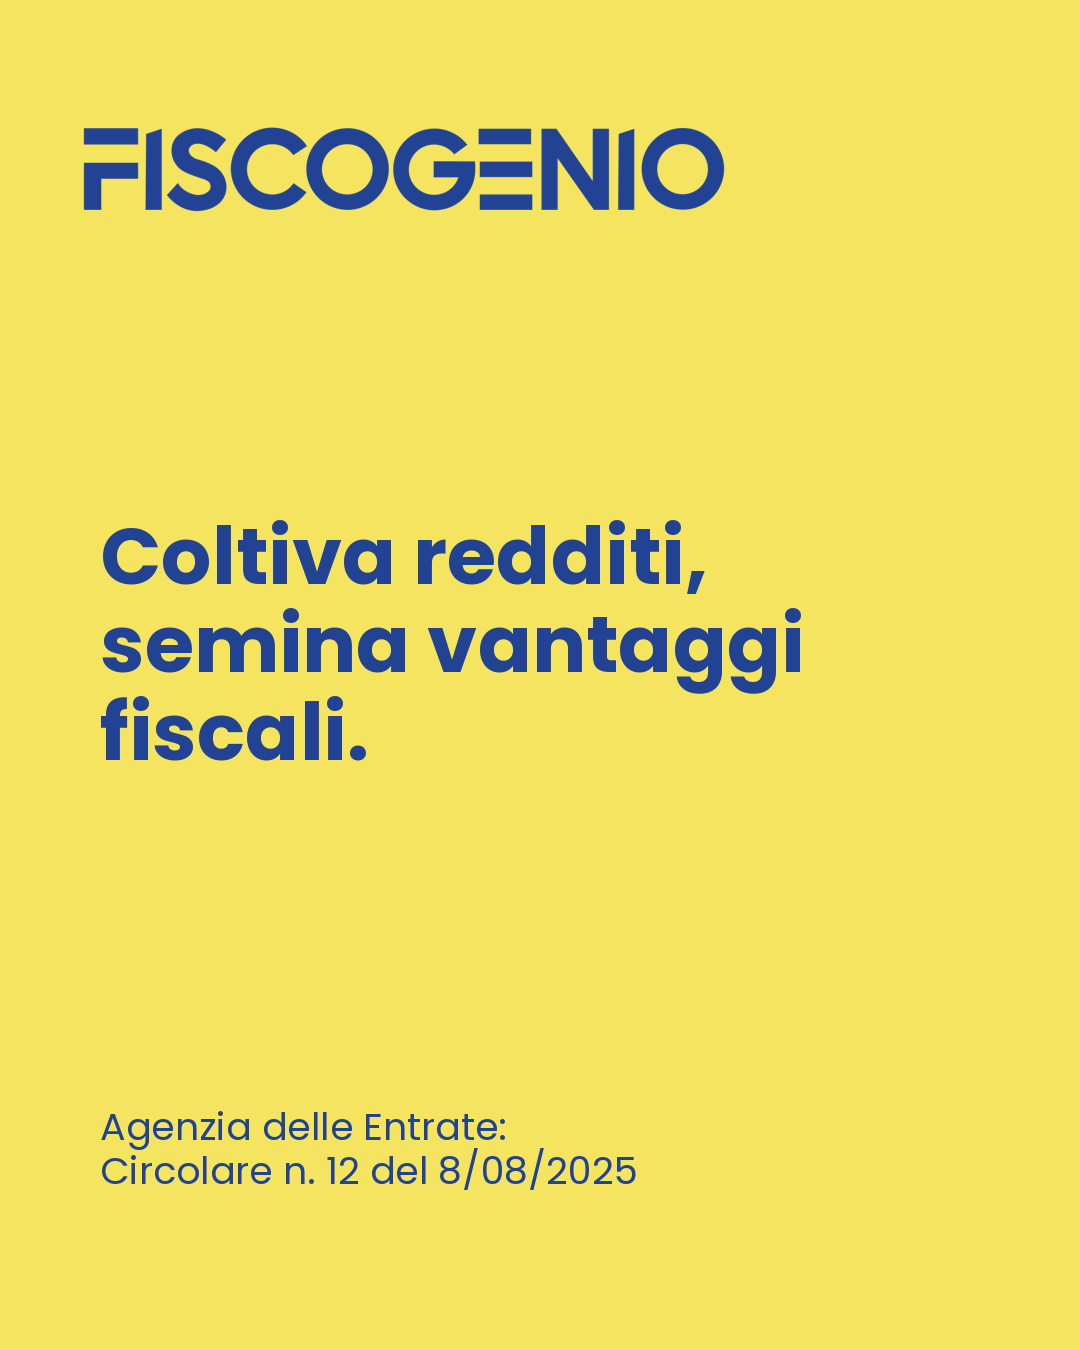 FISCOGENIO
Coltiva redditi,
semina vantaggi
fiscali.
Agenzia delle Entrate:
Circolare n. 12 del 8/08/2025